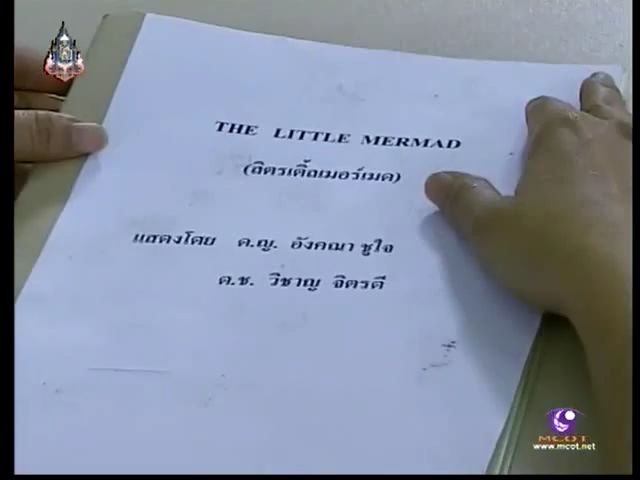 THE LITTLE MERMAD
(ลิตรเติ้ลเมอร์เมด)
แสดงโดย ด.ญ. อังคณา ชูใจ
ด.ช. วิชาญ จิตรดี
MCOT
www.mcot.net